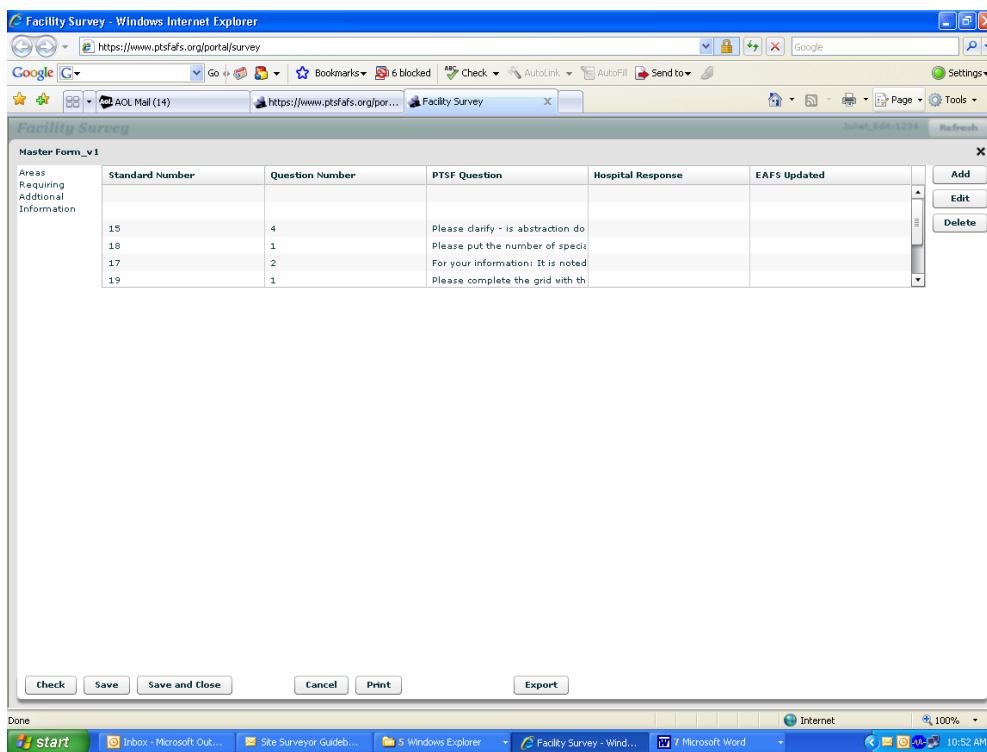 Facility Survey - Windows Internet Explorer
https://www.ptsfafs.org/portal/survey
Google
Google G Go Bookmarks 6 blocked ABC Check AutoLink AutoFill Send to Settings
AOL Mail (14) https://www.ptsfafs.org/por... Facility Survey X Page Tools
Facility Survey Juliet_Edit:1234 Refresh
Master Form_v1
Areas
Requiring
Addtional
Information
Standard Number Question Number PTSF Question Hospital Response EAFS Updated Add
Edit
Delete
15 4 Please clarify - is abstraction do
18 1 Please put the number of specia
17 2 For your information: It is noted
19 1 Please complete the grid with th
Check Save Save and Close Cancel Print Export
Done Internet 100%
start Inbox - Microsoft Out... Site Surveyor Guideb... 5 Windows Explorer Facility Survey - Wind... 7 Microsoft Word 10:52 AM